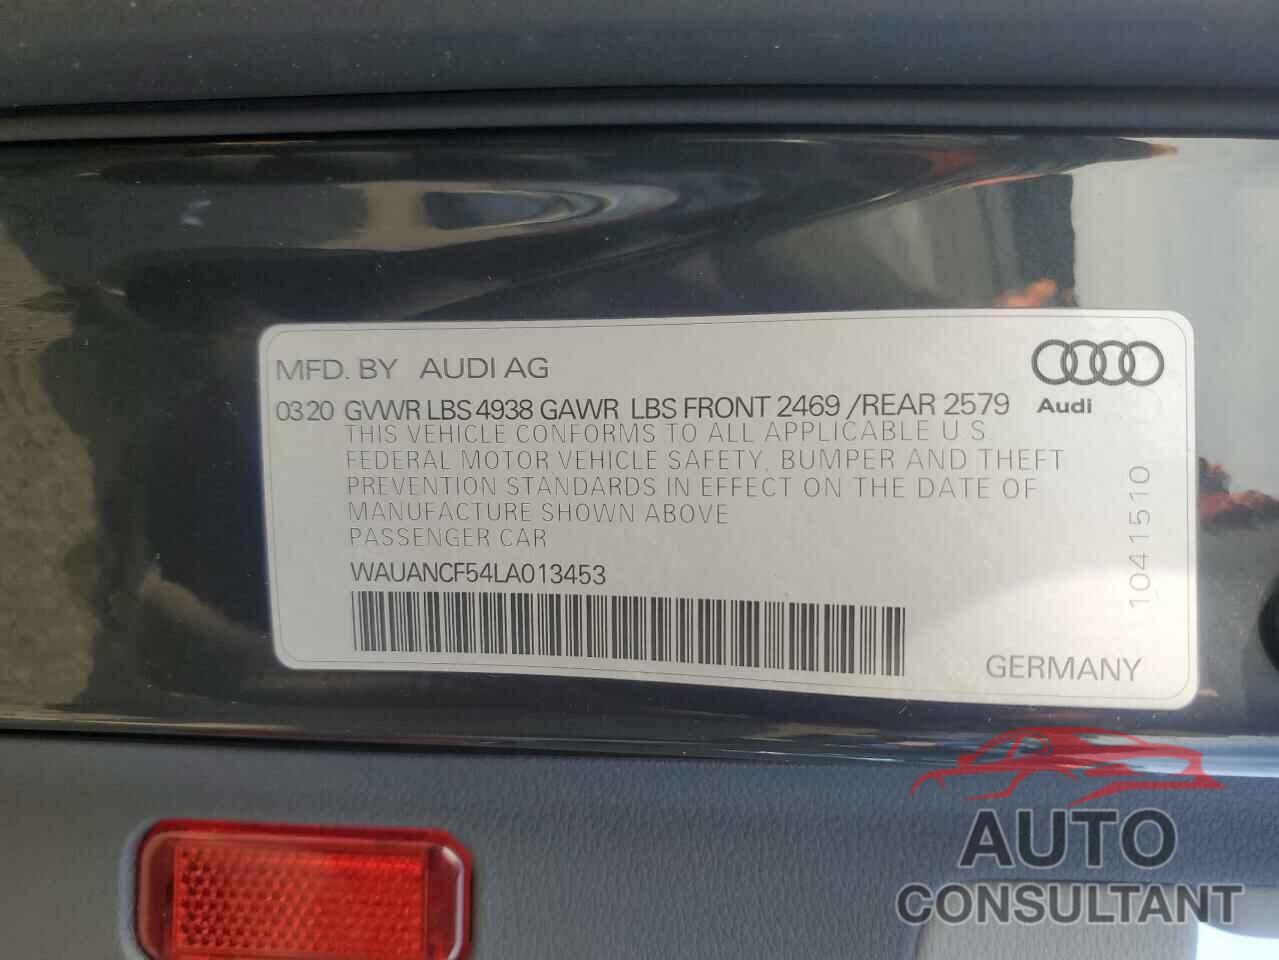 MFD. BY AUDI AG
03 20 GVWR LBS 4938 GAWR LBS FRONT 2469 /REAR 2579
Audi
THIS VEHICLE CONFORMS TO ALL APPLICABLE U S
FEDERAL MOTOR VEHICLE SAFETY, BUMPER AND THEFT
PREVENTION STANDARDS IN EFFECT ON THE DATE OF
MANUFACTURE SHOWN ABOVE
PASSENGER CAR
WAUANCF54LA013453
1041510
GERMANY
AUTO
CONSULTANT